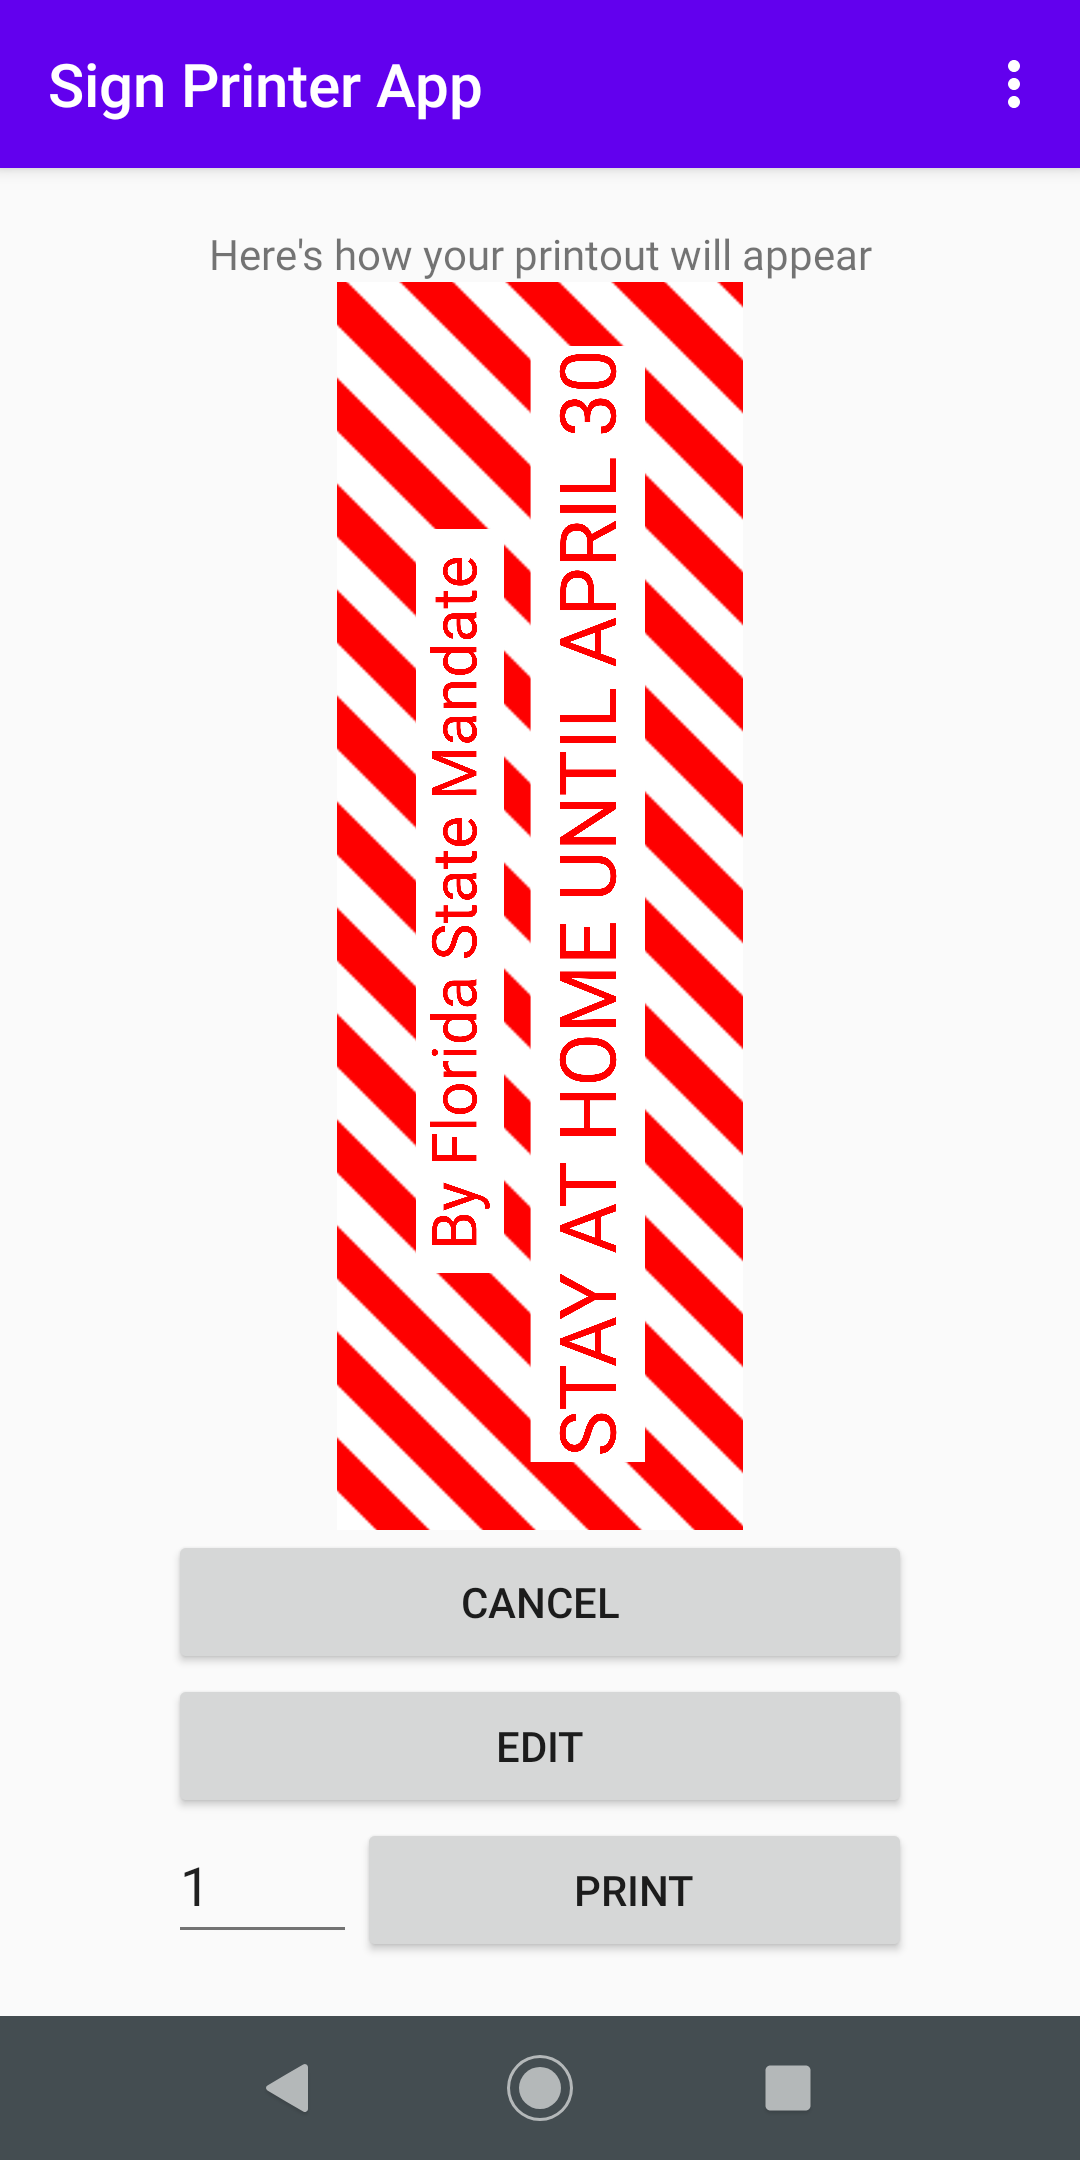 Sign Printer App
Here's how your printout will appear
By Florida State Mandate
STAY AT HOME UNTIL APRIL 30
CANCEL
EDIT
1
PRINT